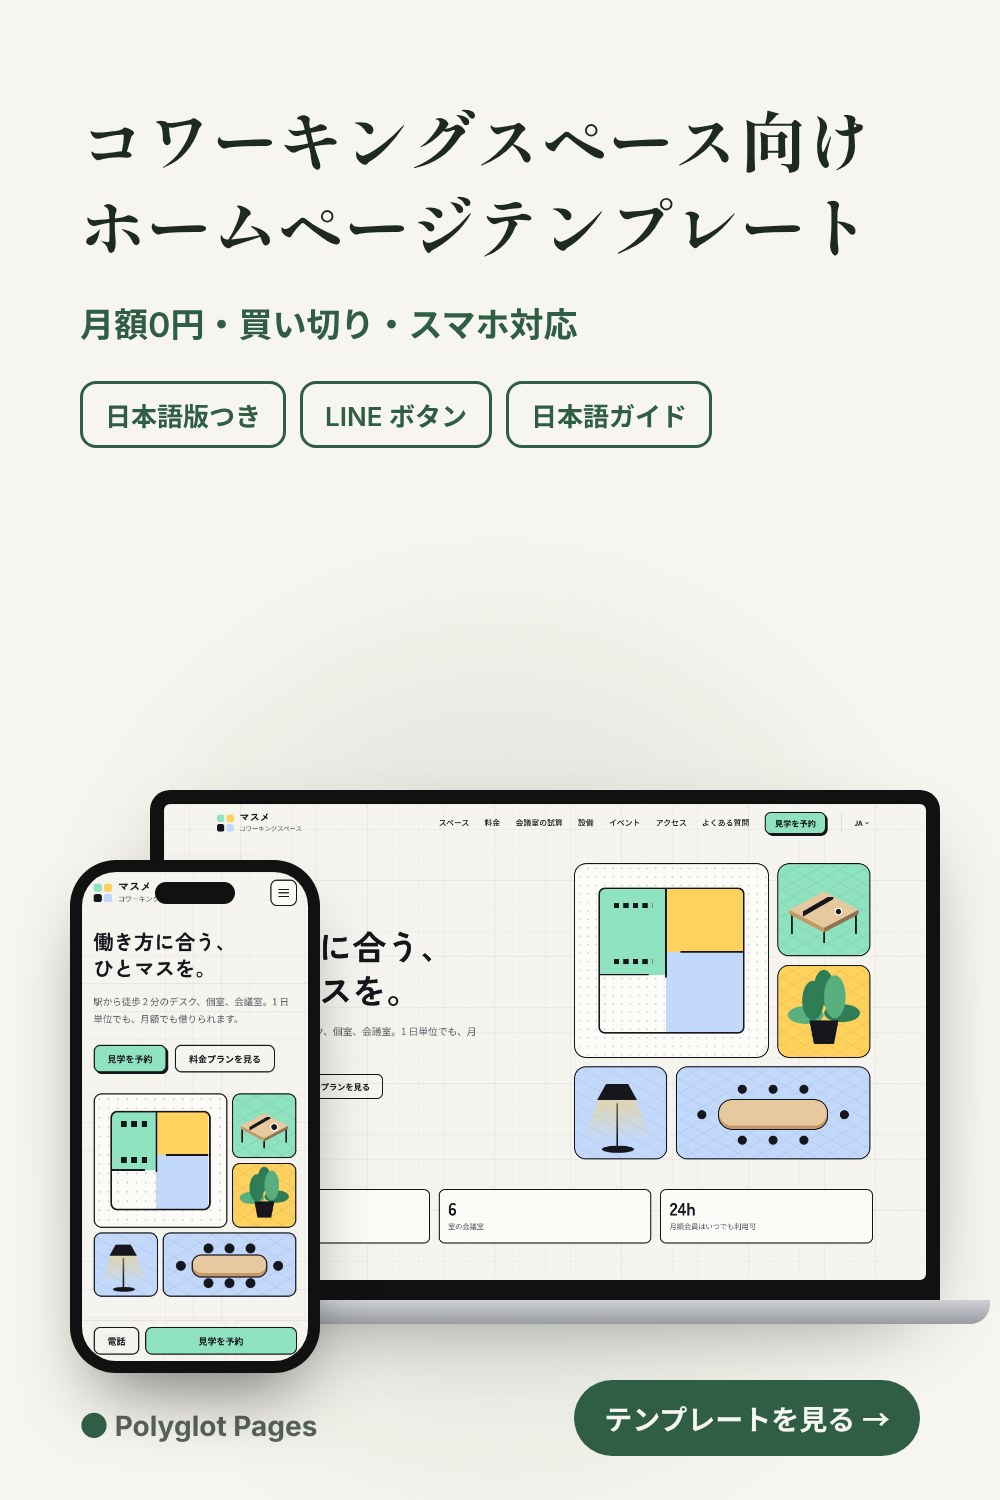 コワーキングスペース向け
ホームページテンプレート
月額0円・買い切り・スマホ対応
日本語版つき
LINE ボタン
日本語ガイド
マスメ
コワーキングスペース
スペース 料金 会議室の試算 設備 イベント アクセス よくある質問 見学を予約 JA
に合う、
スを。
、個室、会議室。1日単位でも、月
プランを見る
6
室の会議室
24h
月額会員はいつでも利用可
マスメ
コワーキング
働き方に合う、
ひとマスを。
駅から徒歩2分のデスク、個室、会議室。1日
単位でも、月額でも借りられます。
見学を予約
料金プランを見る
電話
見学を予約
Polyglot Pages
テンプレートを見る →